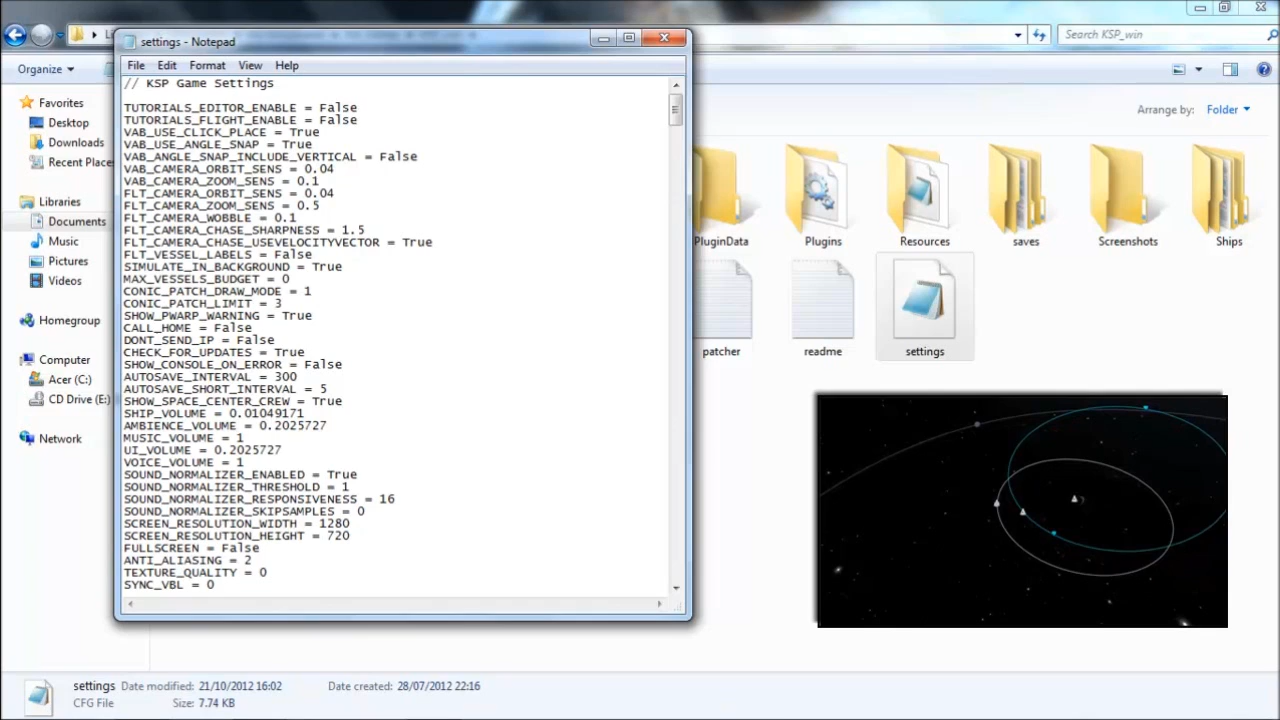 settings - Notepad
File Edit Format View Help
// KSP Game Settings
TUTORIALS_EDITOR_ENABLE = False
TUTORIALS_FLIGHT_ENABLE = False
VAB_USE_CLICK_PLACE = True
VAB_USE_ANGLE_SNAP = True
VAB_ANGLE_SNAP_INCLUDE_VERTICAL = False
VAB_CAMERA_ORBIT_SENS = 0.04
VAB_CAMERA_ZOOM_SENS = 0.1
FLT_CAMERA_ORBIT_SENS = 0.04
FLT_CAMERA_ZOOM_SENS = 0.5
FLT_CAMERA_WOBBLE = 0.1
FLT_CAMERA_CHASE_SHARPNESS = 1.5
FLT_CAMERA_CHASE_USEVELOCITYVECTOR = True
FLT_VESSEL_LABELS = False
SIMULATE_IN_BACKGROUND = True
MAX_VESSELS_BUDGET = 0
CONIC_PATCH_DRAW_MODE = 1
CONIC_PATCH_LIMIT = 3
SHOW_PWARP_WARNING = True
CALL_HOME = False
DONT_SEND_IP = False
CHECK_FOR_UPDATES = True
SHOW_CONSOLE_ON_ERROR = False
AUTOSAVE_INTERVAL = 300
AUTOSAVE_SHORT_INTERVAL = 5
SHOW_SPACE_CENTER_CREW = True
SHIP_VOLUME = 0.01049171
AMBIENCE_VOLUME = 0.2025727
MUSIC_VOLUME = 1
UI_VOLUME = 0.2025727
VOICE_VOLUME = 1
SOUND_NORMALIZER_ENABLED = True
SOUND_NORMALIZER_THRESHOLD = 1
SOUND_NORMALIZER_RESPONSIVENESS = 16
SOUND_NORMALIZER_SKIPSAMPLES = 0
SCREEN_RESOLUTION_WIDTH = 1280
SCREEN_RESOLUTION_HEIGHT = 720
FULLSCREEN = False
ANTI_ALIASING = 2
TEXTURE_QUALITY = 0
SYNC_VBL = 0
Search KSP_win
Organize
Arrange by: Folder
Favorites
Desktop
Downloads
Recent Places
Libraries
Documents
Music
Pictures
Videos
Homegroup
Computer
Acer (C:)
CD Drive (E:)
Network
PluginData Plugins Resources saves Screenshots Ships
patcher readme settings
settings Date modified: 21/10/2012 16:02 Date created: 28/07/2012 22:16
CFG File Size: 7.74 KB